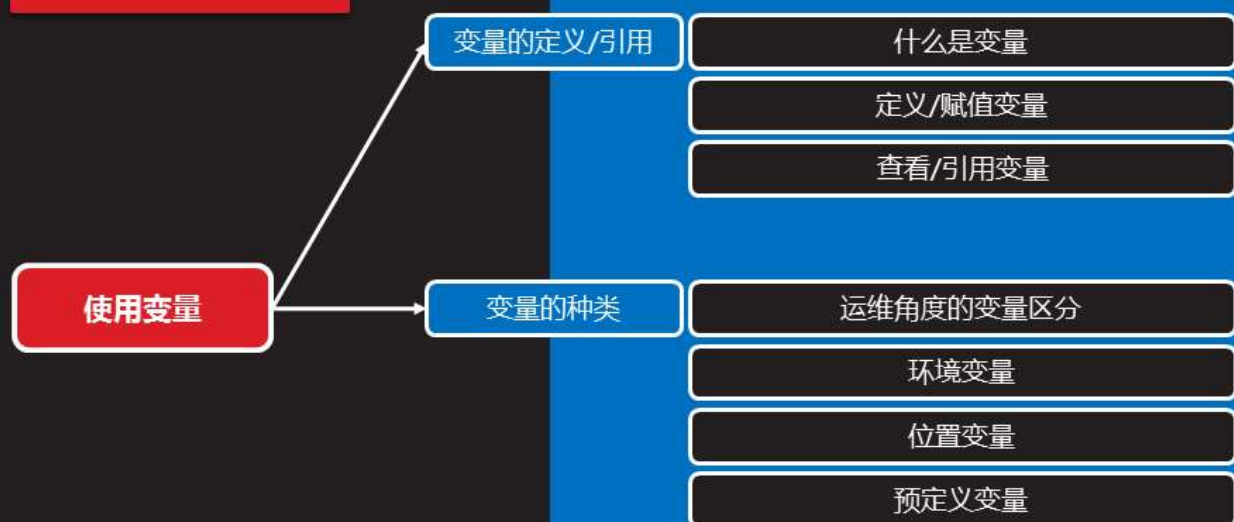 变量的定义/引用
什么是变量
定义/赋值变量
查看/引用变量
使用变量
变量的种类
运维角度的变量区分
环境变量
位置变量
预定义变量